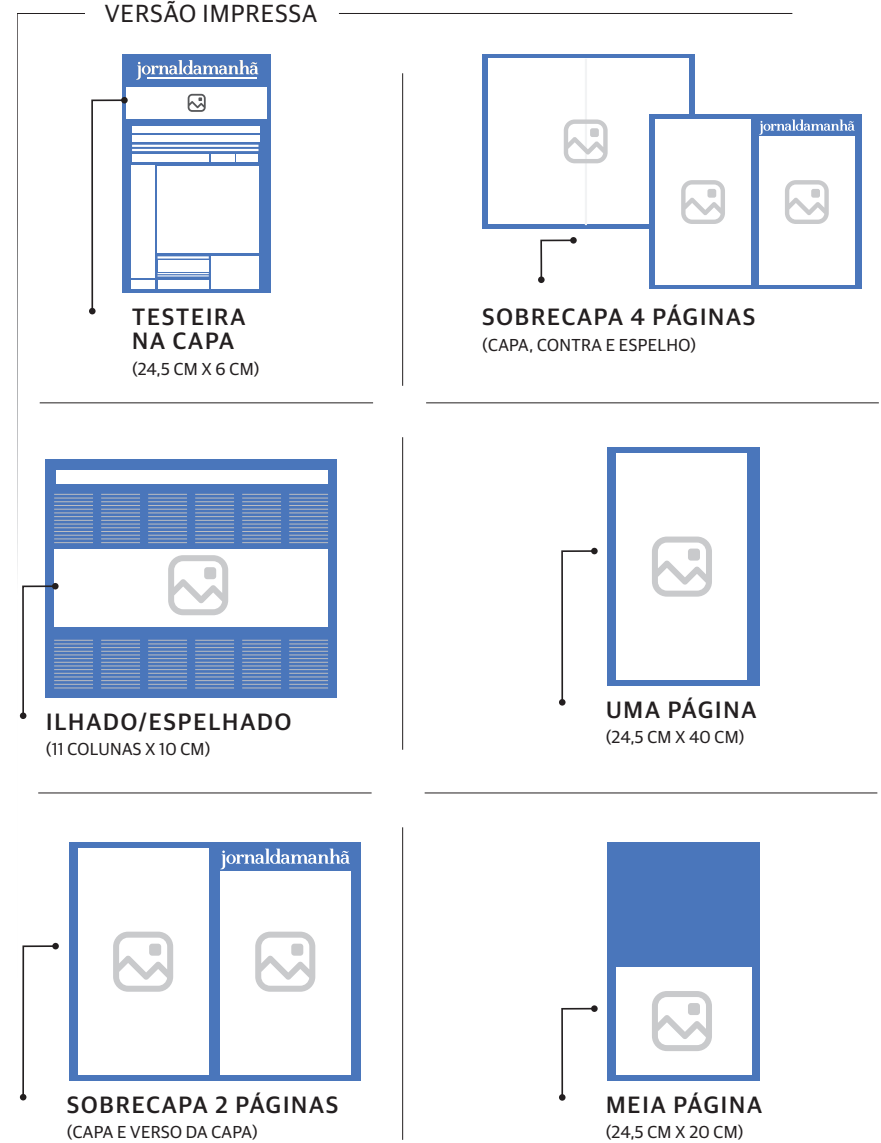 VERSÃO IMPRESSA
jornaldamanhã
TESTEIRA
NA CAPA
(24,5 CM X 6 CM)
jornaldamanhã
SOBRECAPA 4 PÁGINAS
(CAPA, CONTRA E ESPELHO)
ILHADO/ESPELHADO
(11 COLUNAS X 10 CM)
UMA PÁGINA
(24,5 CM X 40 CM)
jornaldamanhã
SOBRECAPA 2 PÁGINAS
(CAPA E VERSO DA CAPA)
MEIA PÁGINA
(24,5 CM X 20 CM)